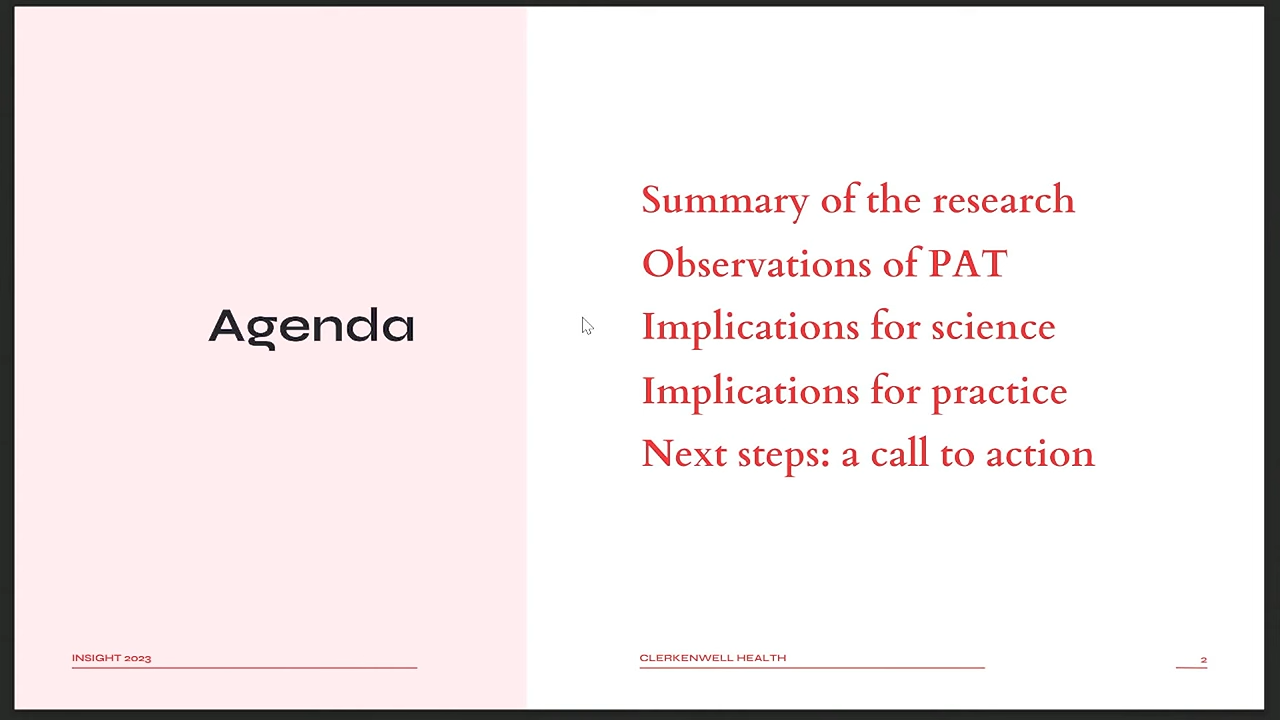 Agenda
Summary of the research
Observations of PAT
Implications for science
Implications for practice
Next steps: a call to action
INSIGHT 2023
CLERKENWELL HEALTH
2